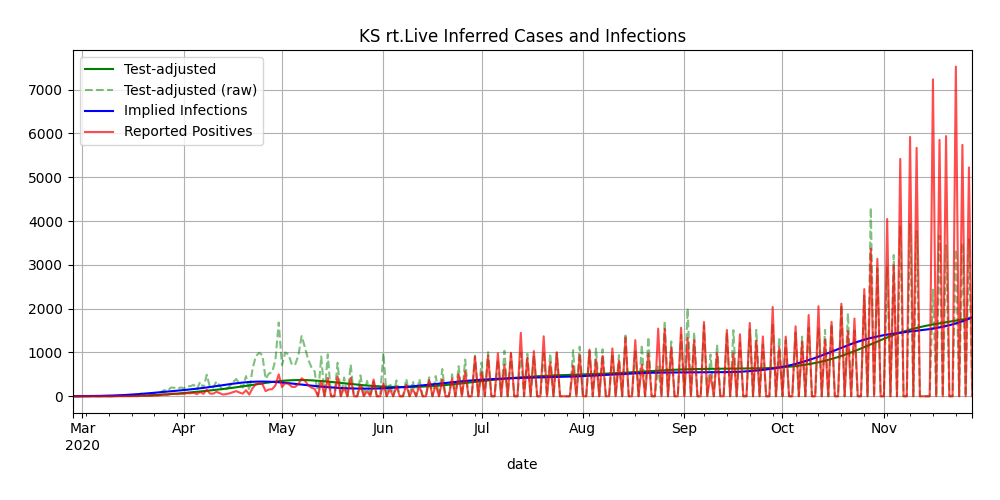 KS rt.Live Inferred Cases and Infections
Test-adjusted
Test-adjusted (raw)
Implied Infections
Reported Positives
7000
6000
5000
4000
3000
2000
1000
0
Mar Apr May Jun Jul Aug Sep Oct Nov
2020
date